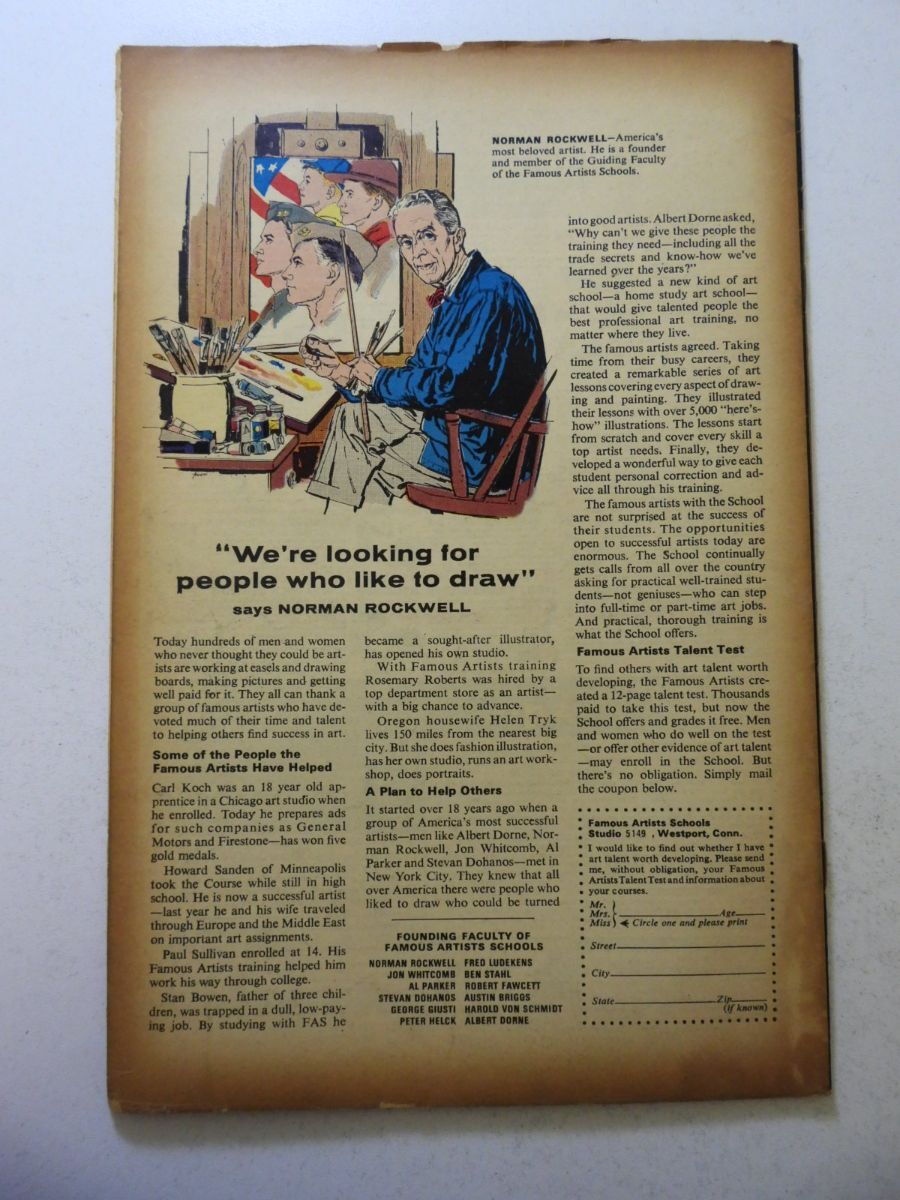 NORMAN ROCKWELL—America's
most beloved artist. He is a founder
and member of the Guiding Faculty
of the Famous Artists Schools.
"We're looking for
people who like to draw"
says NORMAN ROCKWELL
Today hundreds of men and women
who never thought they could be art-
ists are working at easels and drawing
boards, making pictures and getting
well paid for it. They all can thank a
group of famous artists who have de-
voted much of their time and talent
to helping others find success in art.
Some of the People the
Famous Artists Have Helped
Carl Koch was an 18 year old ap-
prentice in a Chicago art studio when
he enrolled. Today he prepares ads
for such companies as General
Motors and Firestone—has won five
gold medals.
Howard Sanden of Minneapolis
took the Course while still in high
school. He is now a successful artist
—last year he and his wife traveled
through Europe and the Middle East
on important art assignments.
Paul Sullivan enrolled at 14. His
Famous Artists training helped him
work his way through college.
Stan Bowen, father of three chil-
dren, was trapped in a dull, low-pay-
ing job. By studying with FAS he
became a sought-after illustrator,
has opened his own studio.
With Famous Artists training
Rosemary Roberts was hired by a
top department store as an artist—
with a big chance to advance.
Oregon housewife Helen Tryk
lives 150 miles from the nearest big
city. But she does fashion illustration,
has her own studio, runs an art work-
shop, does portraits.
A Plan to Help Others
It started over 18 years ago when a
group of America's most successful
artists—men like Albert Dorne, Nor-
man Rockwell, Jon Whitcomb, Al
Parker and Stevan Dohanos—met in
New York City. They knew that all
over America there were people who
liked to draw who could be turned
FOUNDING FACULTY OF
FAMOUS ARTISTS SCHOOLS
NORMAN ROCKWELL FRED LUDEKENS
JON WHITCOMB BEN STAHL
AL PARKER ROBERT FAWCETT
STEVAN DOHANOS AUSTIN BRIGGS
GEORGE GIUSTI HAROLD VON SCHMIDT
PETER HELCK ALBERT DORNE
into good artists. Albert Dorne asked,
"Why can't we give these people the
training they need—including all the
trade secrets and know-how we've
learned over the years?"
He suggested a new kind of art
school—a home study art school—
that would give talented people the
best professional art training, no
matter where they live.
The famous artists agreed. Taking
time from their busy careers, they
created a remarkable series of art
lessons covering every aspect of draw-
ing and painting. They illustrated
their lessons with over 5,000 "here's-
how" illustrations. The lessons start
from scratch and cover every skill a
top artist needs. Finally, they de-
veloped a wonderful way to give each
student personal correction and ad-
vice all through his training.
The famous artists with the School
are not surprised at the success of
their students. The opportunities
open to successful artists today are
enormous. The School continually
gets calls from all over the country
asking for practical well-trained stu-
dents—not geniuses—who can step
into full-time or part-time art jobs.
And practical, thorough training is
what the School offers.
Famous Artists Talent Test
To find others with art talent worth
developing, the Famous Artists cre-
ated a 12-page talent test. Thousands
paid to take this test, but now the
School offers and grades it free. Men
and women who do well on the test
—or offer other evidence of art talent
—may enroll in the School. But
there's no obligation. Simply mail
the coupon below.
Famous Artists Schools
Studio 5149 , Westport, Conn.
I would like to find out whether I have
art talent worth developing. Please send
me, without obligation, your Famous
Artists Talent Test and information about
your courses.
Mr.
Mrs. Age
Miss Circle one and please print
Street
City
State Zip
(if known)